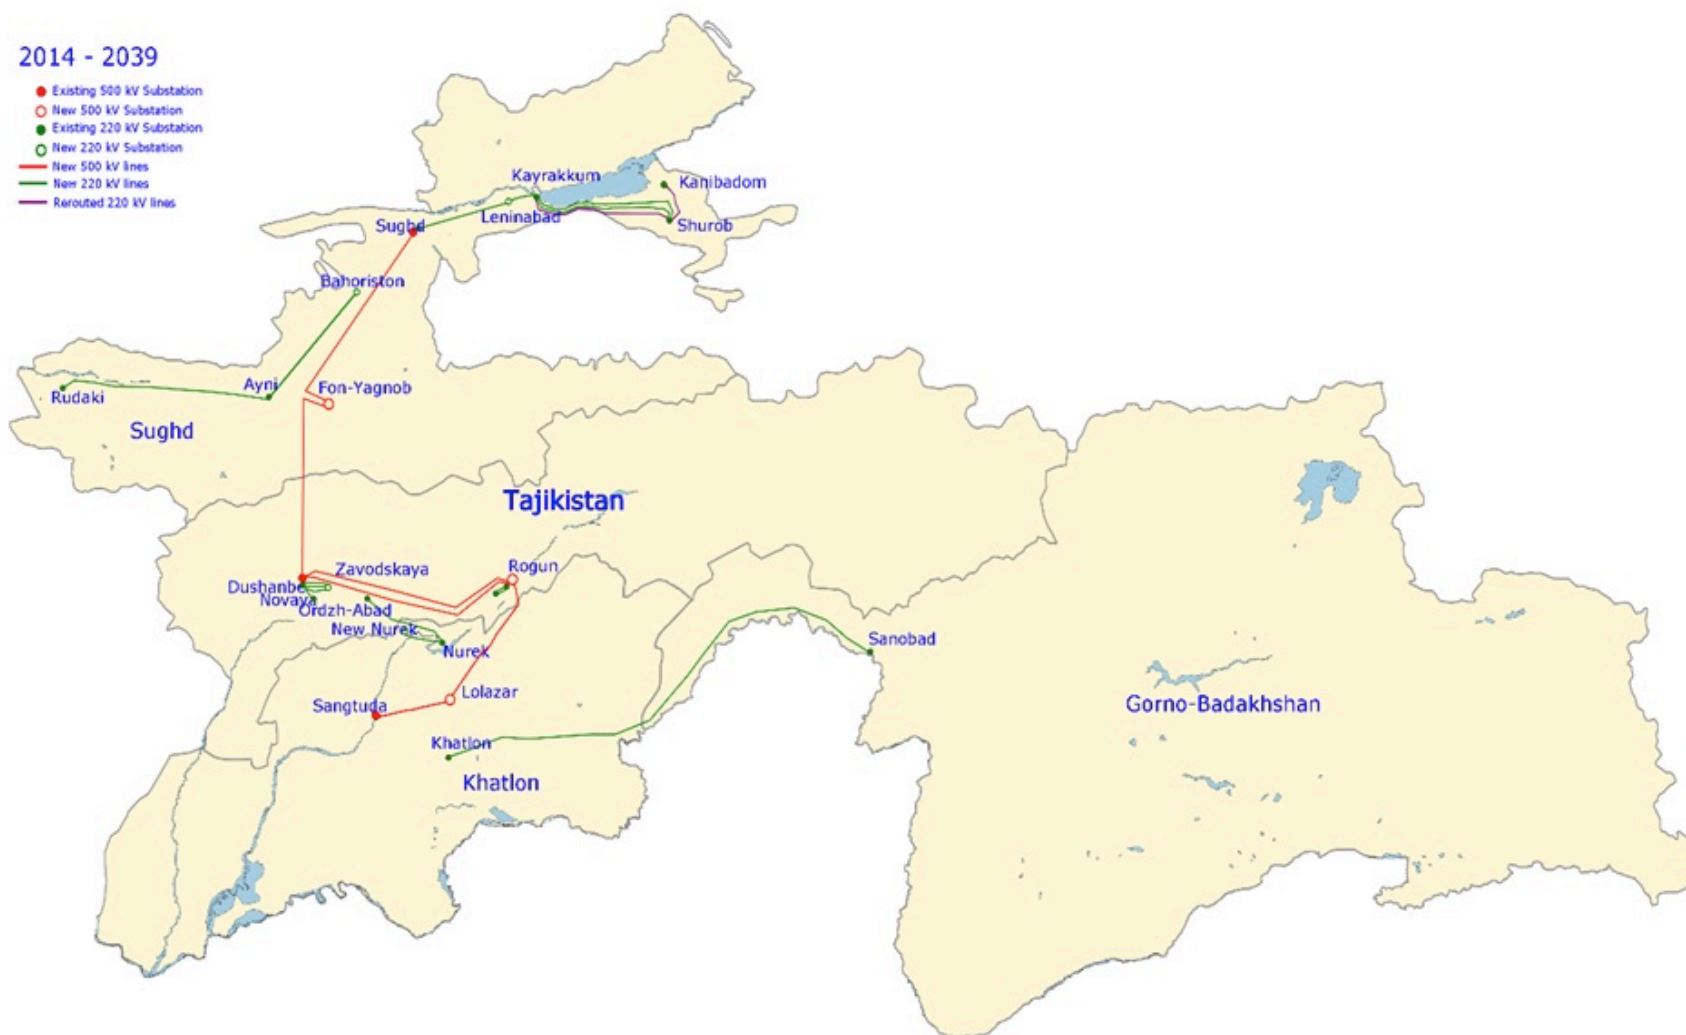 2014 - 2039
Existing 500 kV Substation
New 500 kV Substation
Existing 220 kV Substation
New 220 kV Substation
New 500 kV lines
New 220 kV lines
Rerouted 220 kV lines
Kayrakkum
Kanibadom
Leninabad
Shurob
Sughd
Bahoriston
Ayni
Fon-Yagnob
Rudaki
Sughd
Tajikistan
Zavodskaya
Rogun
Dushanbe
Novaya
Ordzh-Abad
New Nurek
Nurek
Sanobad
Lolazar
Sangtuda
Gorno-Badakhshan
Khatlon
Khatlon